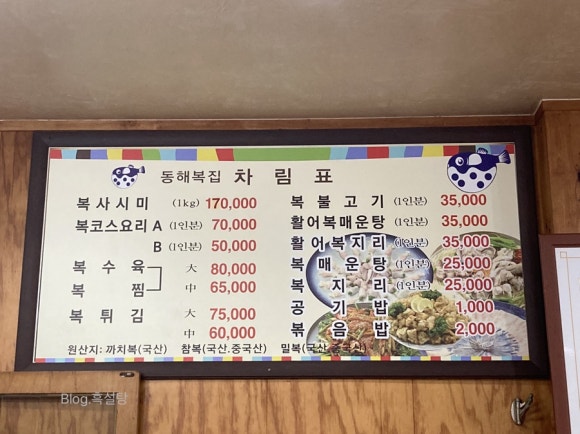 동해복집 차림표
복사시미 (1kg) 170,000
복코스요리 A (1인분) 70,000
B (1인분) 50,000
복수육 大 80,000
복찜 中 65,000
복튀김 大 75,000
中 60,000
복불고기 (1인분) 35,000
활어복매운탕 (1인분) 35,000
활어복지리 (1인분) 35,000
복매운탕 (1인분) 25,000
복지리 (1인분) 25,000
공기밥 1,000
볶음밥 2,000
원산지: 까치복(국산) 참복(국산.중국산) 밀복(국산.중국산)
Blog.흑설탕